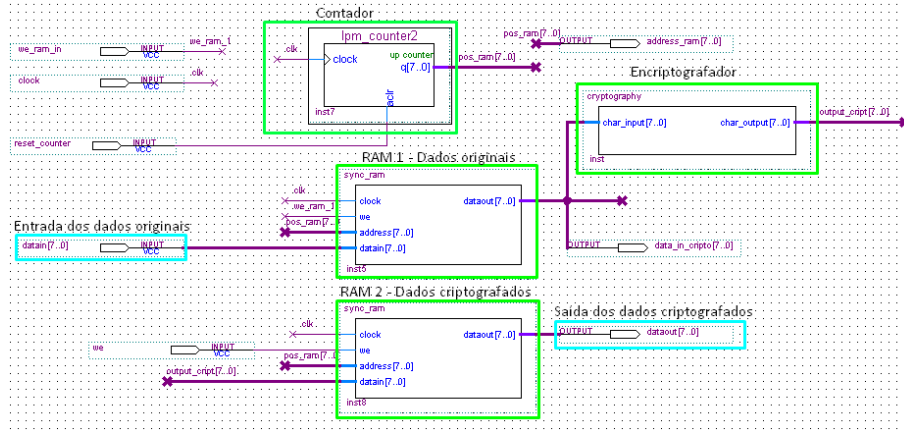 Contador
we_ram_in
INPUT
VCC
we_ram_1
clock
INPUT
VCC
.clk
reset_counter
INPUT
VCC
lpm_counter2
.clk
clock
up counter
q[7..0]
aclr
inst7
pos_ram[7..0]
pos_ram[7..0]
OUTPUT
address_ram[7..0]
Encriptografador
cryptography
char_input[7..0]
char_output[7..0]
inst
output_cript[7..0]
RAM 1 - Dados originais
sync_ram
.clk
clock
dataout[7..0]
we_ram_1
we
pos_ram[7..0]
address[7..0]
datain[7..0]
inst5
Entrada dos dados originais
datain[7..0]
INPUT
VCC
OUTPUT
data_in_cripto[7..0]
RAM 2 - Dados criptografados
sync_ram
.clk
clock
dataout[7..0]
we
INPUT
VCC
we
pos_ram[7..0]
address[7..0]
output_cript[7..0]
datain[7..0]
inst8
Saída dos dados criptografados
OUTPUT
dataout[7..0]